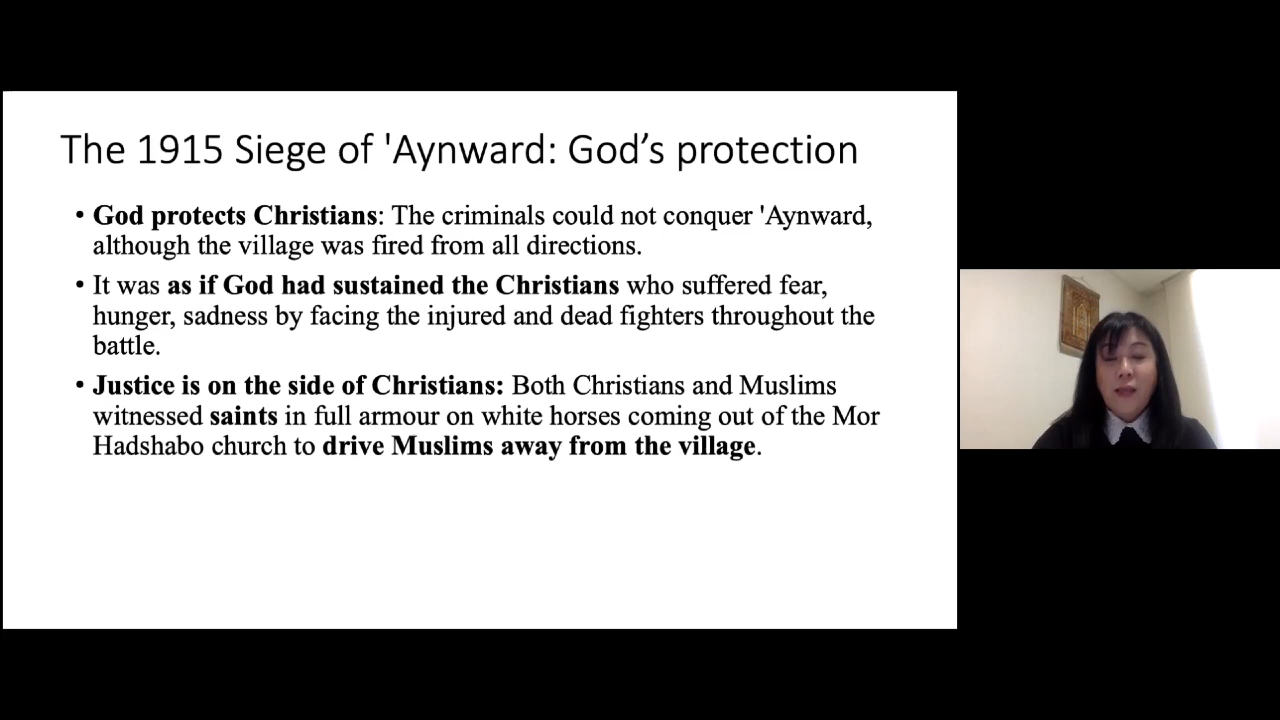 The 1915 Siege of 'Aynward: God’s protection
• God protects Christians: The criminals could not conquer 'Aynward,
although the village was fired from all directions.
• It was as if God had sustained the Christians who suffered fear,
hunger, sadness by facing the injured and dead fighters throughout the
battle.
• Justice is on the side of Christians: Both Christians and Muslims
witnessed saints in full armour on white horses coming out of the Mor
Hadshabo church to drive Muslims away from the village.